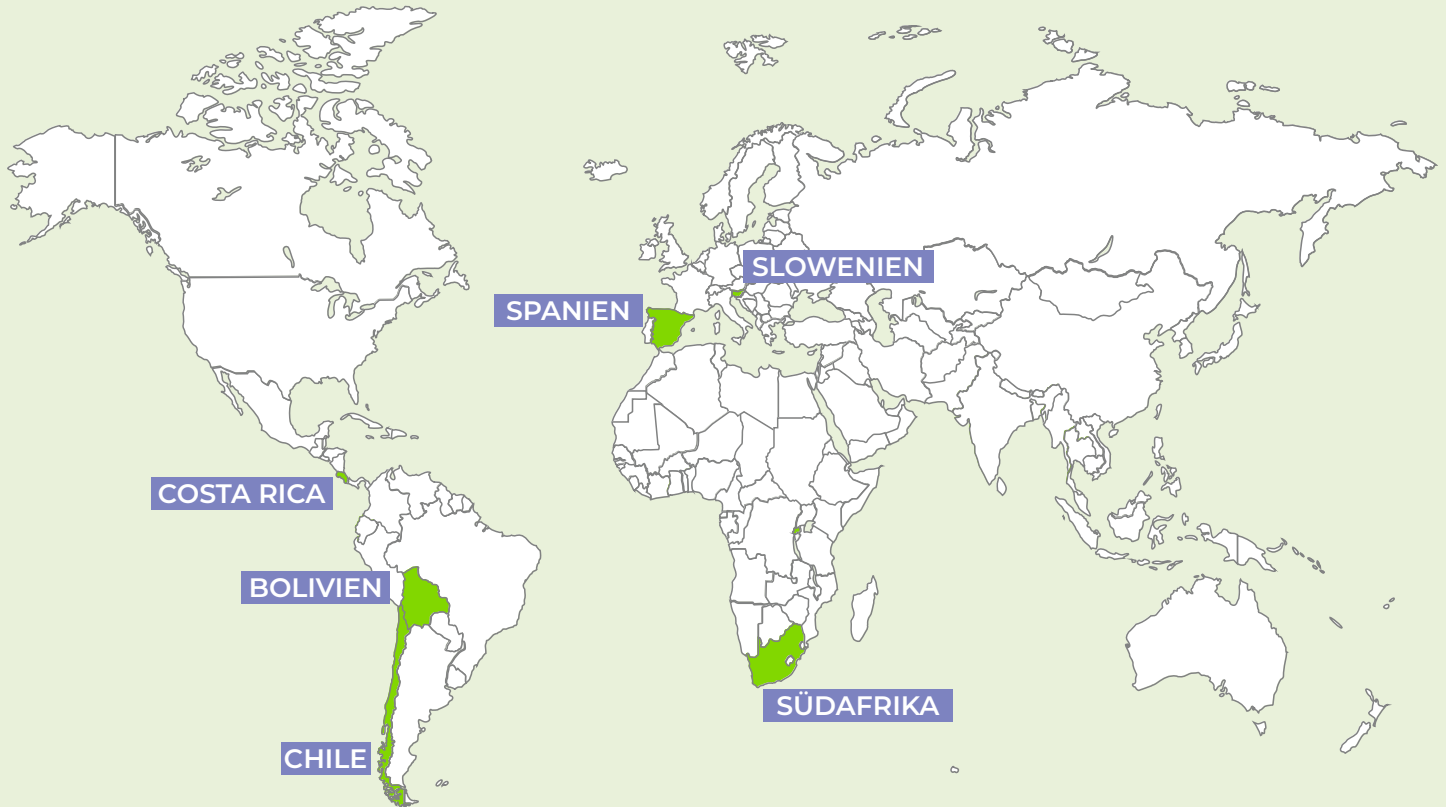 SLOWENIEN
SPANIEN
COSTA RICA
BOLIVIEN
SÜDAFRIKA
CHILE